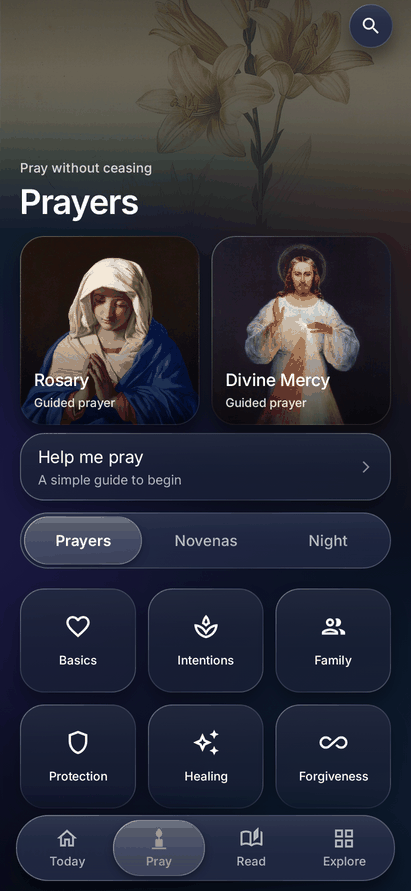 Pray without ceasing
Prayers
Rosary
Guided prayer
Divine Mercy
Guided prayer
Help me pray
A simple guide to begin
Prayers
Novenas
Night
Basics
Intentions
Family
Protection
Healing
Forgiveness
Today
Pray
Read
Explore